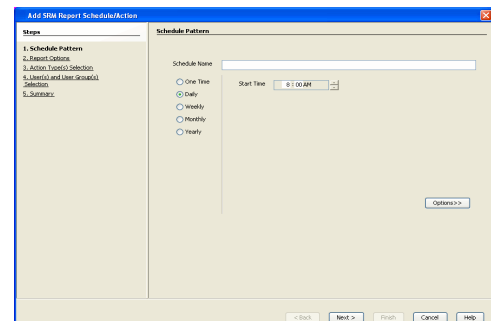 Add SRM Report Schedule/Action
Steps
1. Schedule Pattern
2. Report Options
3. Action Type(s) Selection
4. User(s) and User Group(s)
Selection
5. Summary
Schedule Pattern
Schedule Name
One Time
Daily
Weekly
Monthly
Yearly
Start Time 8 : 00 AM
Options>>
< Back Next > Finish Cancel Help